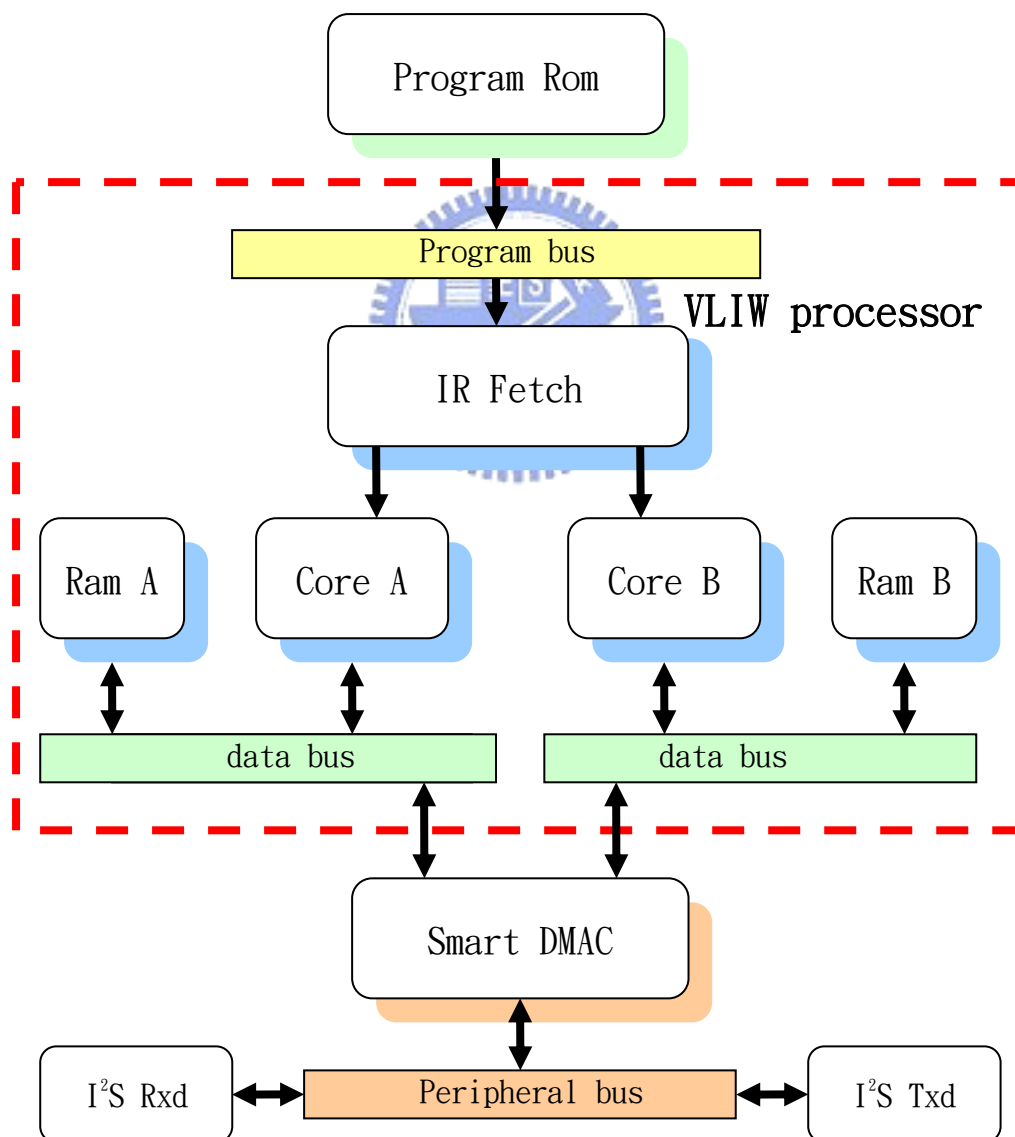 Program Rom
Program bus
VLIW processor
IR Fetch
Ram A
Core A
Core B
Ram B
data bus
data bus
Smart DMAC
I²S Rxd
Peripheral bus
I²S Txd